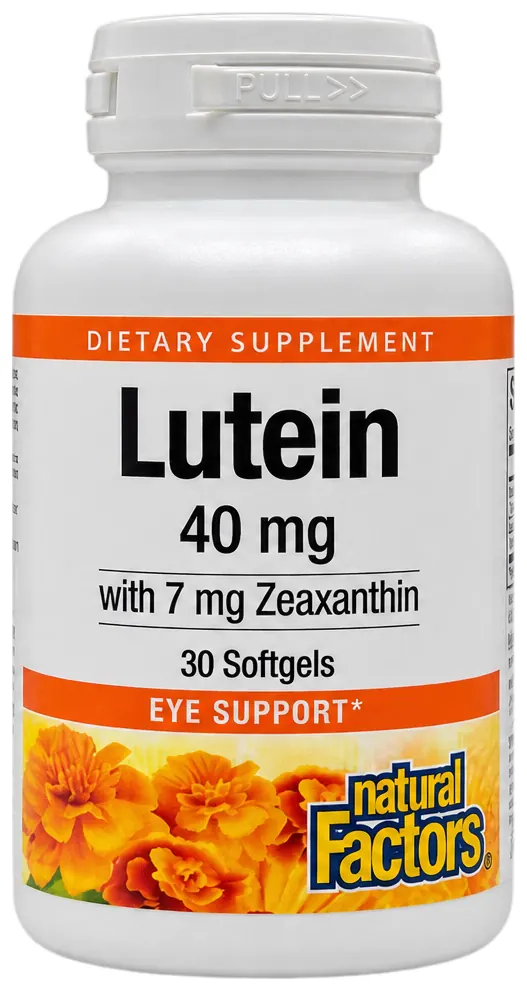 PULL>>
DIETARY SUPPLEMENT
Lutein
40 mg
with 7 mg Zeaxanthin
30 Softgels
EYE SUPPORT*
natural
Factors®